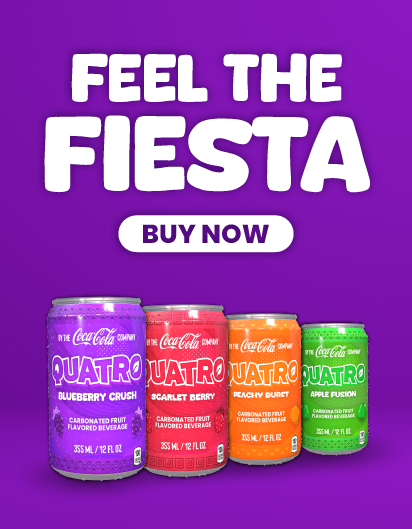 FEEL THE
FIESTA
BUY NOW
BY THE Coca-Cola COMPANY
QUATRO
BLUEBERRY CRUSH
CARBONATED FRUIT
FLAVORED BEVERAGE
355 ML / 12 FL OZ
BY THE Coca-Cola COMPANY
QUATRO
SCARLET BERRY
CARBONATED FRUIT
FLAVORED BEVERAGE
355 ML / 12 FL OZ
BY THE Coca-Cola COMPANY
QUATRO
PEACHY BURST
CARBONATED FRUIT
FLAVORED BEVERAGE
355 ML / 12 FL OZ
BY THE Coca-Cola COMPANY
QUATRO
APPLE FUSION
CARBONATED FRUIT
FLAVORED BEVERAGE
355 ML / 12 FL OZ